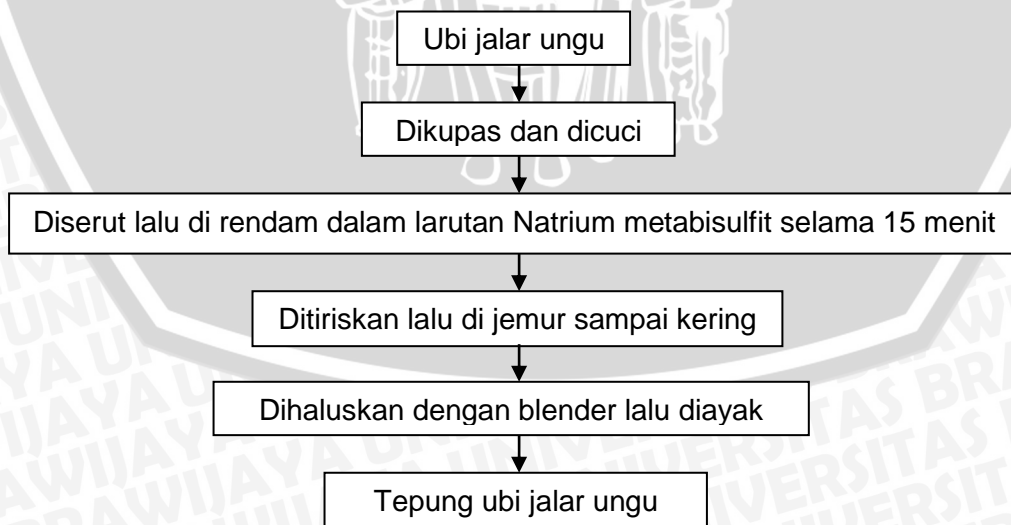 Ubi jalar ungu
Dikupas dan dicuci
Diserut lalu di rendam dalam larutan Natrium metabisulfit selama 15 menit
Ditiriskan lalu di jemur sampai kering
Dihaluskan dengan blender lalu diayak
Tepung ubi jalar ungu